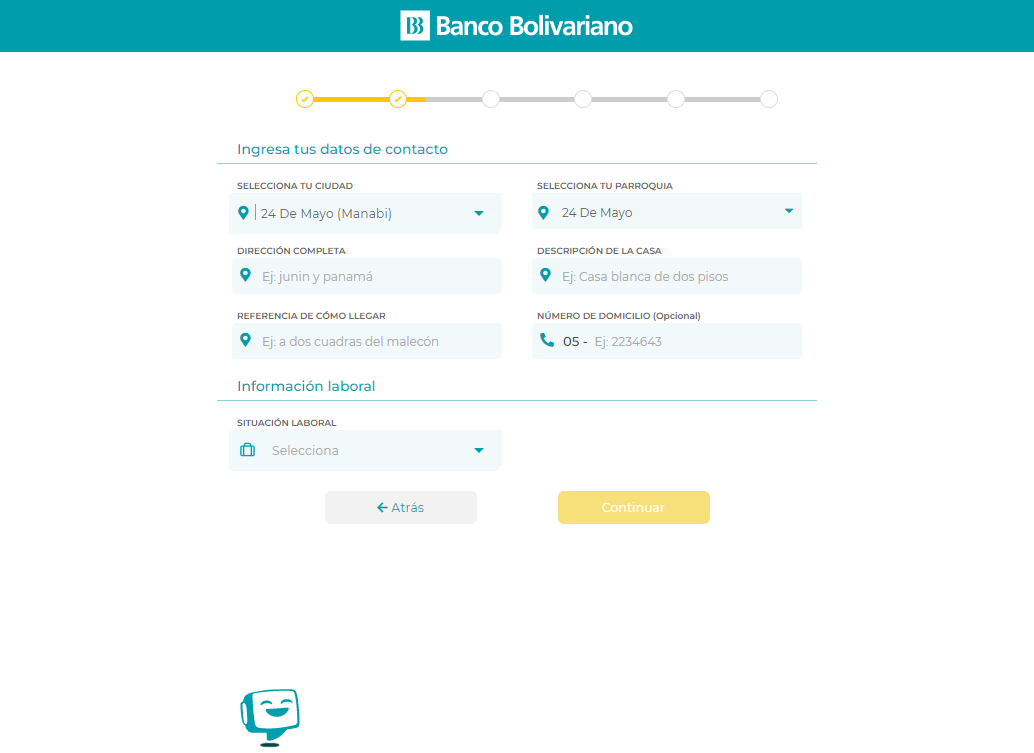 Banco Bolivariano
Ingresa tus datos de contacto
SELECCIONA TU CIUDAD
24 De Mayo (Manabi)
SELECCIONA TU PARROQUIA
24 De Mayo
DIRECCIÓN COMPLETA
Ej: junin y panamá
DESCRIPCIÓN DE LA CASA
Ej: Casa blanca de dos pisos
REFERENCIA DE CÓMO LLEGAR
Ej: a dos cuadras del malecón
NÚMERO DE DOMICILIO (Opcional)
05 - Ej: 2234643
Información laboral
SITUACIÓN LABORAL
Selecciona
Atrás
Continuar